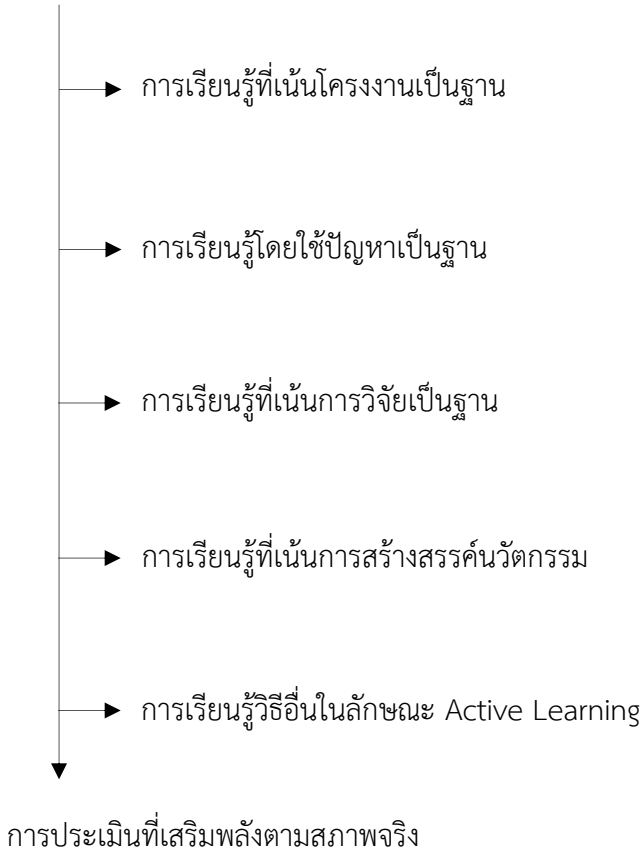 การเรียนรู้ที่เน้นโครงงานเป็นฐาน
การเรียนรู้โดยใช้ปัญหาเป็นฐาน
การเรียนรู้ที่เน้นการวิจัยเป็นฐาน
การเรียนรู้ที่เน้นการสร้างสรรค์นวัตกรรม
การเรียนรู้วิธีอื่นในลักษณะ Active Learning
การประเมินที่เสริมพลังตามสภาพจริง